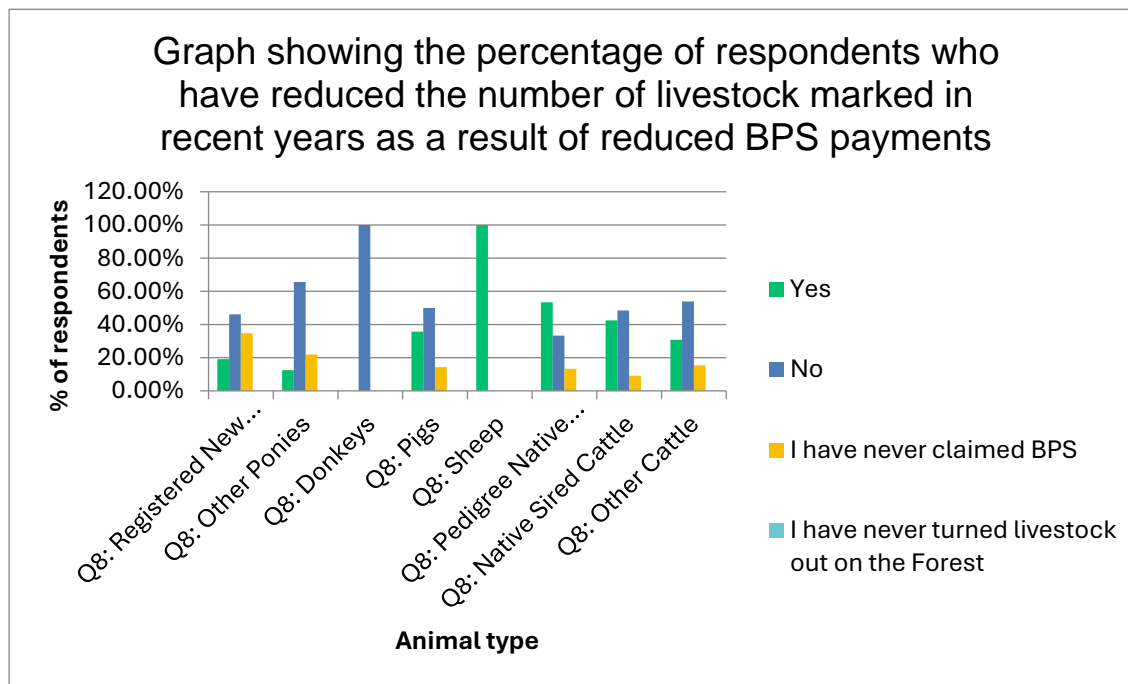 Graph showing the percentage of respondents who
have reduced the number of livestock marked in
recent years as a result of reduced BPS payments
% of respondents
120.00%
100.00%
80.00%
60.00%
40.00%
20.00%
0.00%
Q8: Registered New...
Q8: Other Ponies
Q8: Donkeys
Q8: Pigs
Q8: Sheep
Q8: Pedigree Native...
Q8: Native Sired Cattle
Q8: Other Cattle
Animal type
Yes
No
I have never claimed BPS
I have never turned livestock
out on the Forest